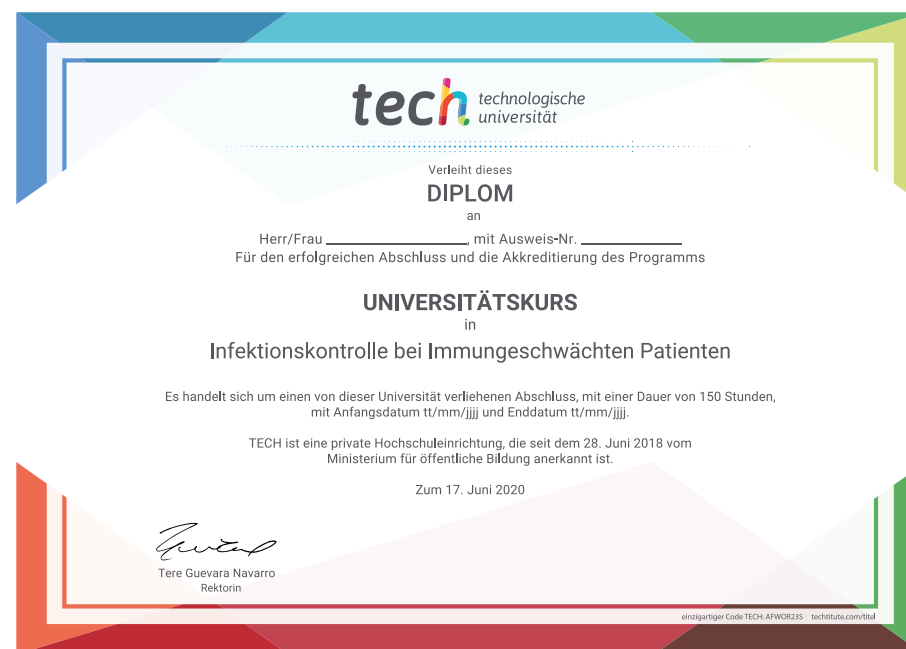 tech technologische
universität
Verleiht dieses
DIPLOM
an
Herr/Frau ____________________, mit Ausweis-Nr. ______________
Für den erfolgreichen Abschluss und die Akkreditierung des Programms
UNIVERSITÄTSKURS
in
Infektionskontrolle bei Immungeschwächten Patienten
Es handelt sich um einen von dieser Universität verliehenen Abschluss, mit einer Dauer von 150 Stunden,
mit Anfangsdatum tt/mm/jjjj und Enddatum tt/mm/jjjj.
TECH ist eine private Hochschuleinrichtung, die seit dem 28. Juni 2018 vom
Ministerium für öffentliche Bildung anerkannt ist.
Zum 17. Juni 2020
Tere Guevara Navarro
Rektorin
einzigartiger Code TECH: AFWOR23S techtitute.com/titel